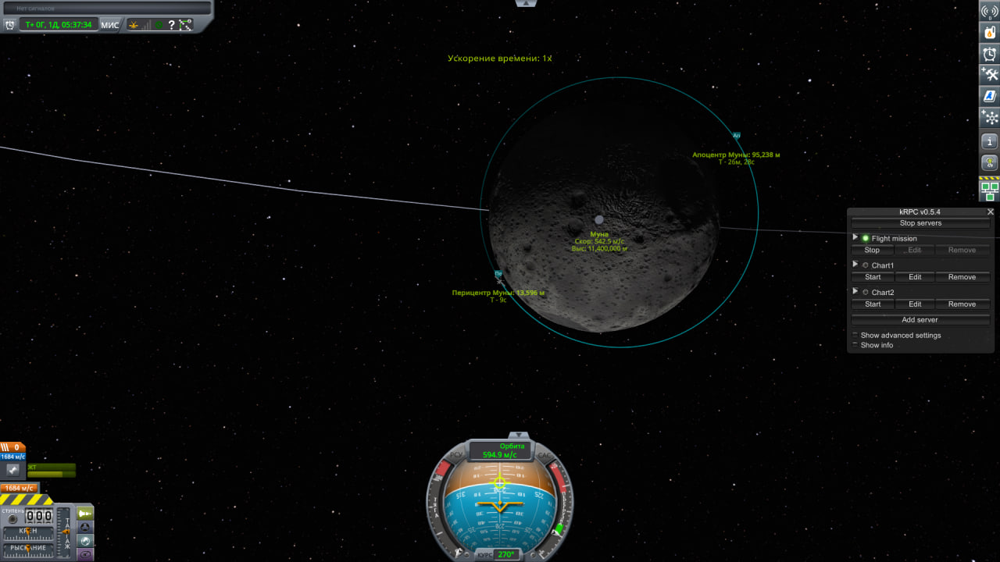 Нет сигналов
T+ 0Г, 1Д, 05:37:34
МИС
?
Ускорение времени: 1x
Ап
Апоцентр Муны: 95,238 м
T - 26м, 28с
Муна
Скор: 542.5 м/с
Выс: 11,400,000 м
Пе
Перицентр Муны: 13,596 м
T - 9с
kRPC v0.5.4
Stop servers
Flight mission
Stop
Edit
Remove
Chart1
Start
Edit
Remove
Chart2
Start
Edit
Remove
Add server
Show advanced settings
Show info
0
1684 м/с
ЖТ
1684 м/с
СТУПЕНЬ
000
КРЕН
РЫСКАНИЕ
ТАНГАЖ
РСУ
Орбита
594.9 м/с
САС
КУРС
270°